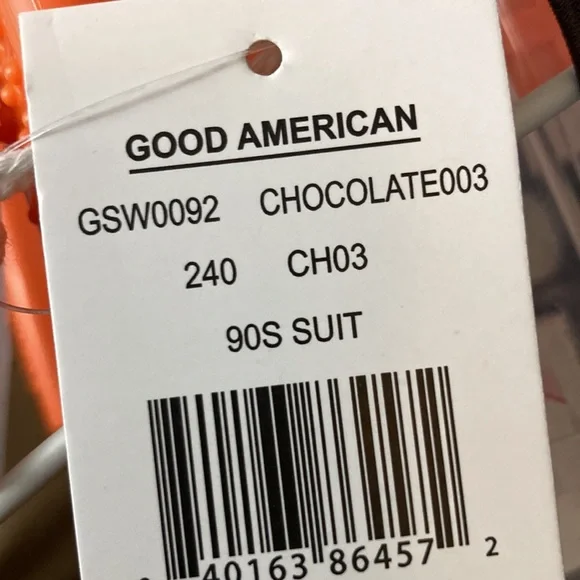 GOOD AMERICAN
GSW0092 CHOCOLATE003
240 CH03
90S SUIT
40163 86457 2